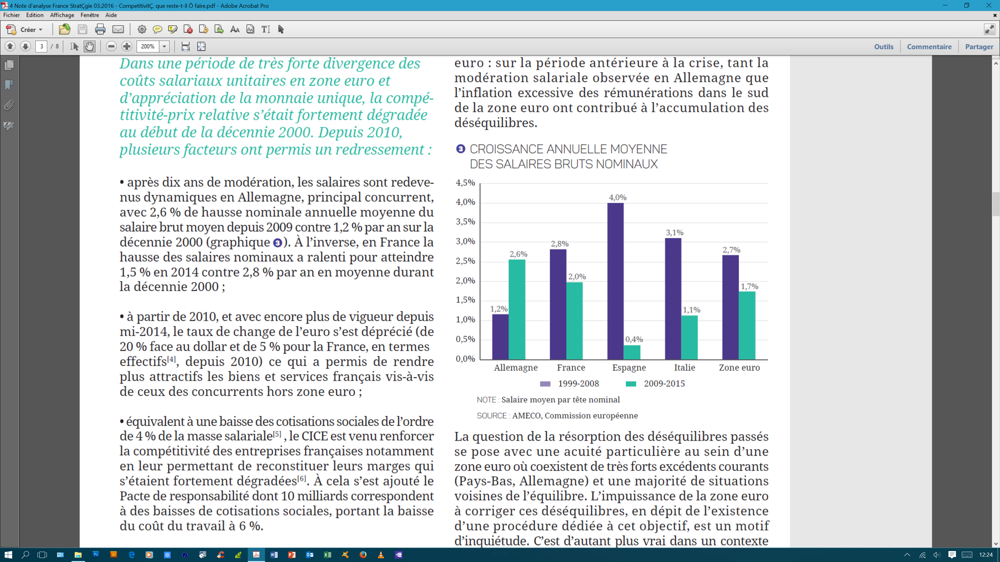 4 Note d'analyse France StratÇgie 03.2016 - CompetitivitÇ, que reste-t-il Ö faire.pdf - Adobe Acrobat Pro
Fichier Edition Affichage Fenêtre Aide
Créer
3 / 8 200% Outils Commentaire Partager
Dans une période de très forte divergence des
coûts salariaux unitaires en zone euro et
d’appréciation de la monnaie unique, la compé-
titivité-prix relative s’était fortement dégradée
au début de la décennie 2000. Depuis 2010,
plusieurs facteurs ont permis un redressement :
• après dix ans de modération, les salaires sont redeve-
nus dynamiques en Allemagne, principal concurrent,
avec 2,6 % de hausse nominale annuelle moyenne du
salaire brut moyen depuis 2009 contre 1,2 % par an sur la
décennie 2000 (graphique 3). À l’inverse, en France la
hausse des salaires nominaux a ralenti pour atteindre
1,5 % en 2014 contre 2,8 % par an en moyenne durant
la décennie 2000 ;
• à partir de 2010, et avec encore plus de vigueur depuis
mi-2014, le taux de change de l’euro s’est déprécié (de
20 % face au dollar et de 5 % pour la France, en termes
effectifs[4], depuis 2010) ce qui a permis de rendre
plus attractifs les biens et services français vis-à-vis
de ceux des concurrents hors zone euro ;
• équivalent à une baisse des cotisations sociales de l’ordre
de 4 % de la masse salariale[5] , le CICE est venu renforcer
la compétitivité des entreprises françaises notamment
en leur permettant de reconstituer leurs marges qui
s’étaient fortement dégradées[6]. À cela s’est ajouté le
Pacte de responsabilité dont 10 milliards correspondent
à des baisses de cotisations sociales, portant la baisse
du coût du travail à 6 %.
euro : sur la période antérieure à la crise, tant la
modération salariale observée en Allemagne que
l’inflation excessive des rémunérations dans le sud
de la zone euro ont contribué à l’accumulation des
déséquilibres.
3 CROISSANCE ANNUELLE MOYENNE
DES SALAIRES BRUTS NOMINAUX
4,5%
4,0%
3,5%
3,0%
2,5%
2,0%
1,5%
1,0%
0,5%
0,0%
1,2% 2,6%
2,8% 2,0%
4,0% 0,4%
3,1% 1,1%
2,7% 1,7%
Allemagne France Espagne Italie Zone euro
1999-2008 2009-2015
NOTE : Salaire moyen par tête nominal
SOURCE : AMECO, Commission européenne
La question de la résorption des déséquilibres passés
se pose avec une acuité particulière au sein d’une
zone euro où coexistent de très forts excédents courants
(Pays-Bas, Allemagne) et une majorité de situations
voisines de l’équilibre. L’impuissance de la zone euro
à corriger ces déséquilibres, en dépit de l’existence
d’une procédure dédiée à cet objectif, est un motif
d’inquiétude. C’est d’autant plus vrai dans un contexte
12:24